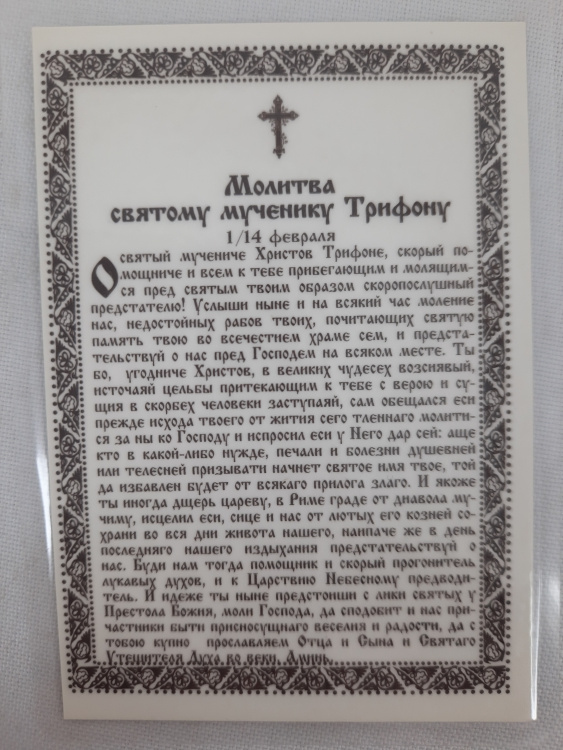 Молитва
святому мученику Трифону
1/14 февраля
О святый мучениче Христов Трифоне, скорый по-
мощниче и всем к тебе прибегающим и молящим-
ся пред святым твоим образом скоропослушный
предстателю! Услыши ныне и на всякий час моление
нас, недостойных рабов твоих, почитающих святую
память твою во всечестнем храме сем, и предста-
тельствуй о нас пред Господем на всяком месте. Ты
бо, угодниче Христов, в великих чудесех возсиявый,
источаяй цельбы притекающим к тебе с верою и су-
щия в скорбех человеки заступаяй, сам обещался еси
прежде исхода твоего от жития сего тленнаго молити-
ся за ны ко Господу и испросил еси у Него дар сей: аще
кто в какой-либо нужде, печали и болезни душевней
или телесней призывати начнет святое имя твое, той
да избавлен будет от всякаго прилога злаго. И якоже
ты иногда дщерь цареву, в Риме граде от диавола му-
чиму, исцелил еси, сице и нас от лютых его козней со-
храни во вся дни живота нашего, наипаче же в день
последняго нашего издыхания предстательствуй о
нас. Буди нам тогда помощник и скорый прогонитель
лукавых духов, и к Царствию Небесному предводи-
тель. И идеже ты ныне предстоиши с лики святых у
Престола Божия, моли Господа, да сподобит и нас при-
частники быти присносущнаго веселия и радости, да с
тобою купно прославляем Отца и Сына и Святаго
Утешителя Духа во веки. Аминь.